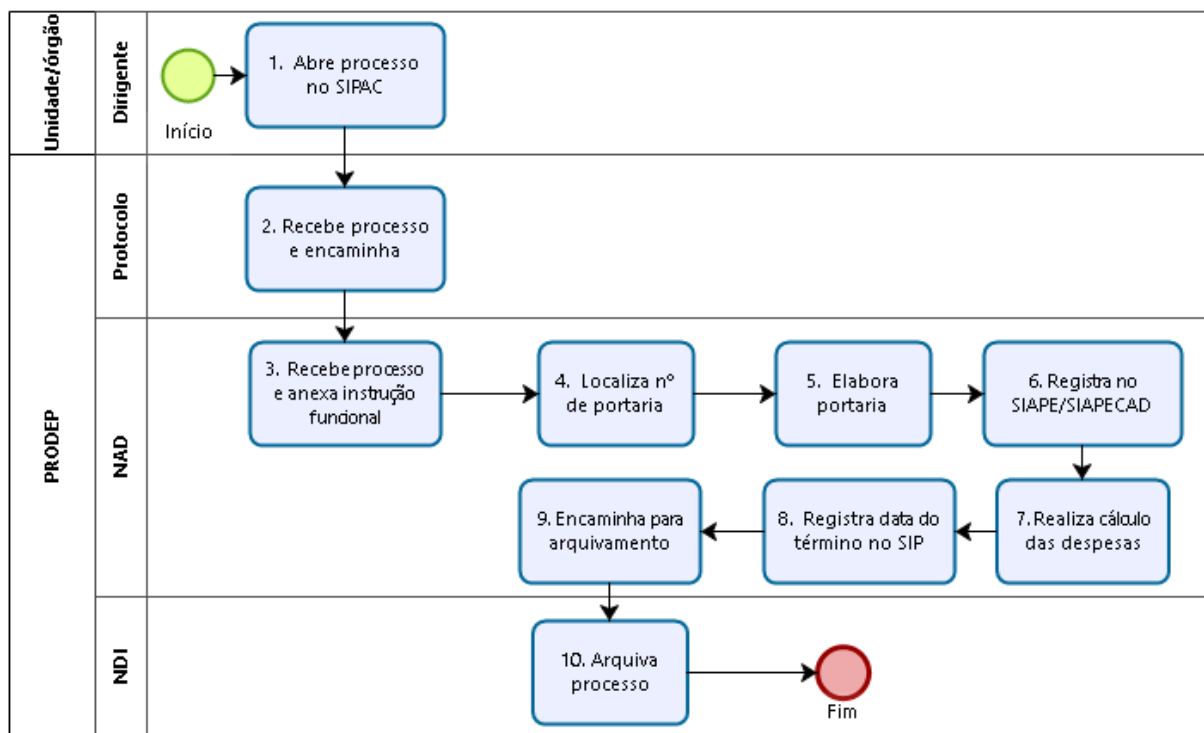 Unidade/órgão
Dirigente
Início
1. Abre processo
no SIPAC
PRODEP
Protocolo
2. Recebe processo
e encaminha
NAD
3. Recebe processo
e anexa instrução
funcional
4. Localiza nº
de portaria
5. Elabora
portaria
6. Registra no
SIAPE/SIAPECAD
7. Realiza cálculo
das despesas
8. Registra data do
término no SIP
9. Encaminha para
arquivamento
NDI
10. Arquiva
processo
Fim